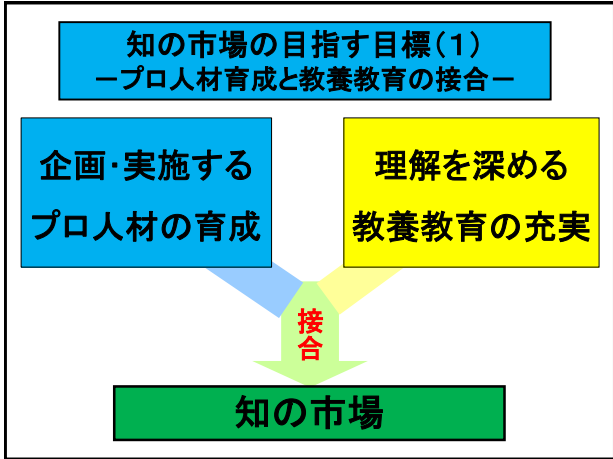 知の市場の目指す目標(1)
－プロ人材育成と教養教育の接合－
企画・実施する
プロ人材の育成
理解を深める
教養教育の充実
接
合
知の市場